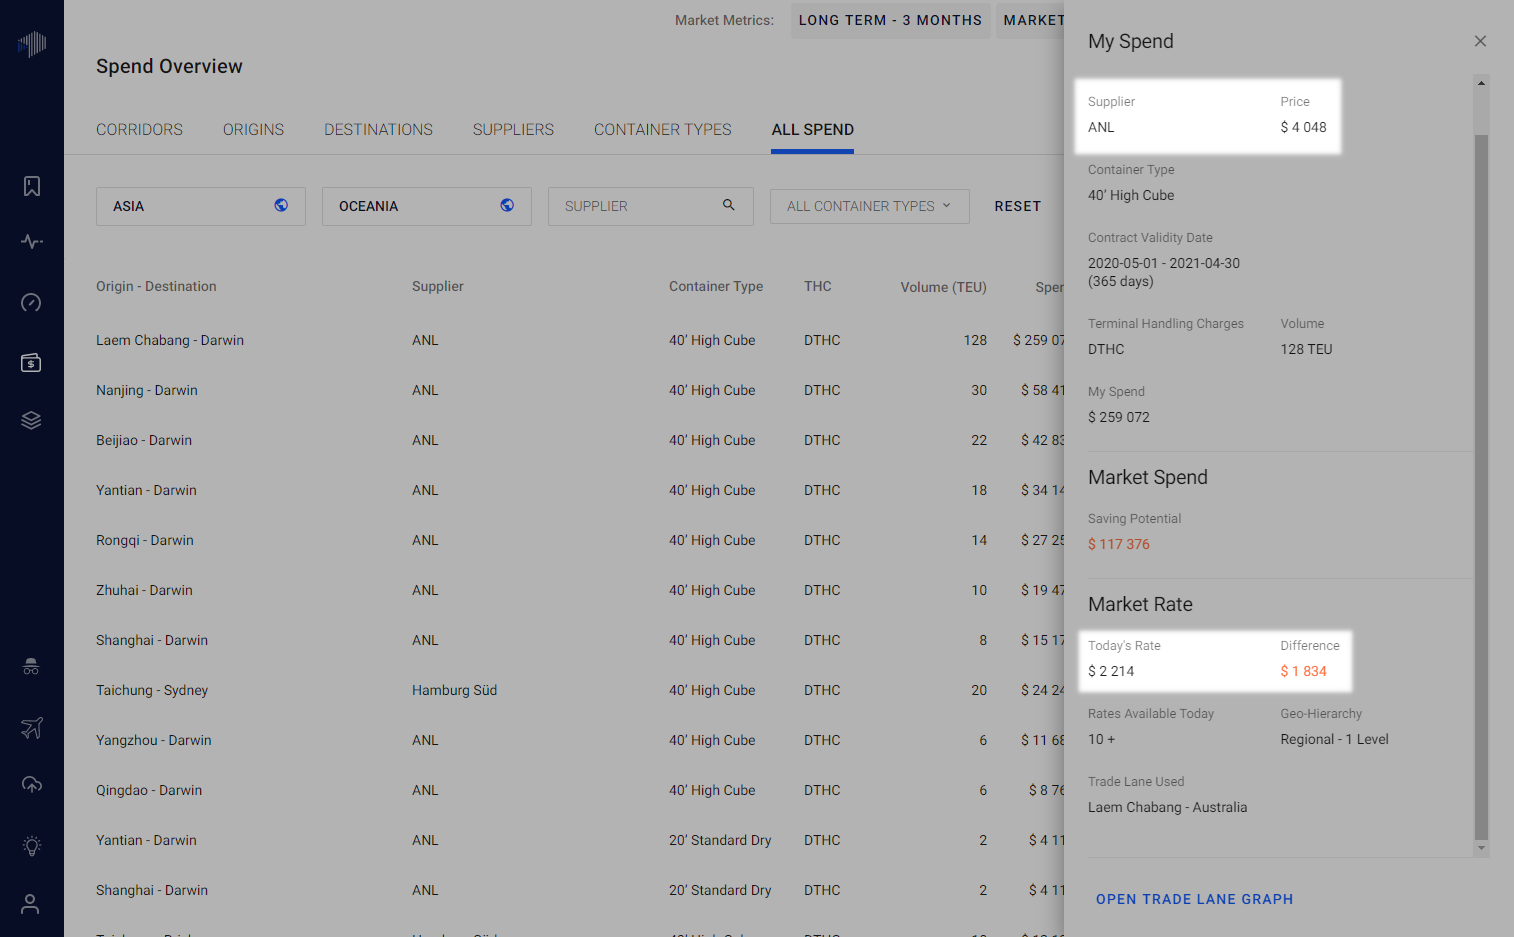 Market Metrics: LONG TERM - 3 MONTHS MARKET
Spend Overview
CORRIDORS ORIGINS DESTINATIONS SUPPLIERS CONTAINER TYPES ALL SPEND
ASIA OCEANIA SUPPLIER ALL CONTAINER TYPES RESET
Origin - Destination Supplier Container Type THC Volume (TEU)
Laem Chabang - Darwin ANL 40’ High Cube DTHC 128 $ 259 07
Nanjing - Darwin ANL 40’ High Cube DTHC 30 $ 58 41
Beijiao - Darwin ANL 40’ High Cube DTHC 22 $ 42 83
Yantian - Darwin ANL 40’ High Cube DTHC 18 $ 34 14
Rongqi - Darwin ANL 40’ High Cube DTHC 14 $ 27 25
Zhuhai - Darwin ANL 40’ High Cube DTHC 10 $ 19 47
Shanghai - Darwin ANL 40’ High Cube DTHC 8 $ 15 17
Taichung - Sydney Hamburg Süd 40’ High Cube DTHC 20 $ 24 24
Yangzhou - Darwin ANL 40’ High Cube DTHC 6 $ 11 68
Qingdao - Darwin ANL 40’ High Cube DTHC 6 $ 8 76
Yantian - Darwin ANL 20’ Standard Dry DTHC 2 $ 4 11
Shanghai - Darwin ANL 20’ Standard Dry DTHC 2 $ 4 11
My Spend
Supplier Price
ANL $ 4 048
Container Type
40’ High Cube
Contract Validity Date
2020-05-01 - 2021-04-30
(365 days)
Terminal Handling Charges Volume
DTHC 128 TEU
My Spend
$ 259 072
Market Spend
Saving Potential
$ 117 376
Market Rate
Today's Rate Difference
$ 2 214 $ 1 834
Rates Available Today Geo-Hierarchy
10 + Regional - 1 Level
Trade Lane Used
Laem Chabang - Australia
OPEN TRADE LANE GRAPH